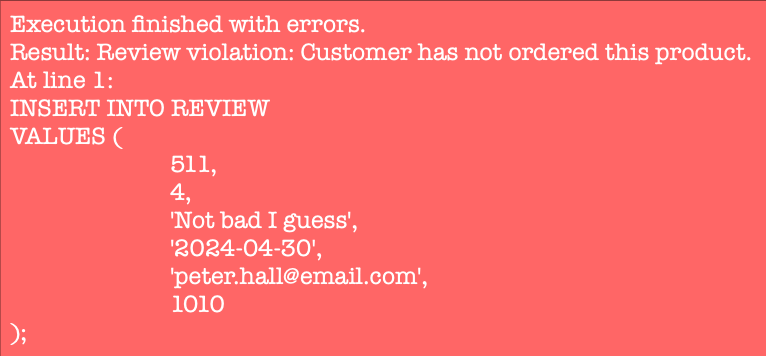 Execution finished with errors.
Result: Review violation: Customer has not ordered this product.
At line 1:
INSERT INTO REVIEW
VALUES (
511,
4,
'Not bad I guess',
'2024-04-30',
'peter.hall@email.com',
1010
);